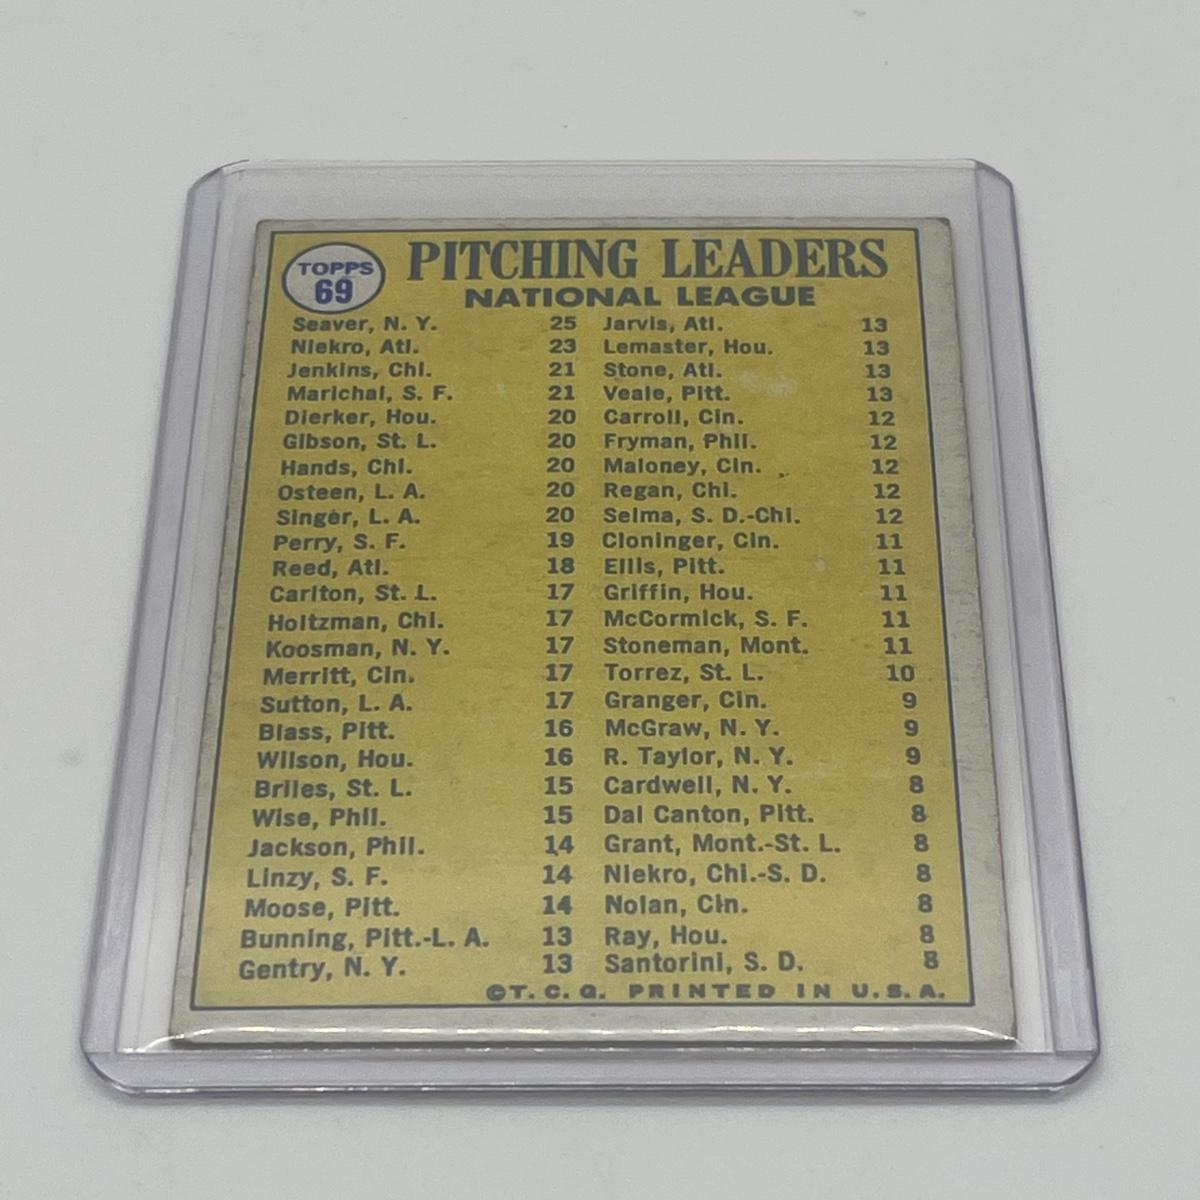 TOPPS
69
PITCHING LEADERS
NATIONAL LEAGUE
Seaver, N. Y. 25 Jarvis, Atl. 13
Niekro, Atl. 23 Lemaster, Hou. 13
Jenkins, Chi. 21 Stone, Atl. 13
Marichal, S. F. 21 Veale, Pitt. 13
Dierker, Hou. 20 Carroll, Cin. 12
Gibson, St. L. 20 Fryman, Phil. 12
Hands, Chi. 20 Maloney, Cin. 12
Osteen, L. A. 20 Regan, Chi. 12
Singer, L. A. 20 Selma, S. D.-Chi. 12
Perry, S. F. 19 Cloninger, Cin. 11
Reed, Atl. 18 Ellis, Pitt. 11
Carlton, St. L. 17 Griffin, Hou. 11
Holtzman, Chi. 17 McCormick, S. F. 11
Koosman, N. Y. 17 Stoneman, Mont. 11
Merritt, Cin. 17 Torrez, St. L. 10
Sutton, L. A. 17 Granger, Cin. 9
Blass, Pitt. 16 McGraw, N. Y. 9
Wilson, Hou. 16 R. Taylor, N. Y. 9
Briles, St. L. 15 Cardwell, N. Y. 8
Wise, Phil. 15 Dal Canton, Pitt. 8
Jackson, Phil. 14 Grant, Mont.-St. L. 8
Linzy, S. F. 14 Niekro, Chi.-S. D. 8
Moose, Pitt. 14 Nolan, Cin. 8
Bunning, Pitt.-L. A. 13 Ray, Hou. 8
Gentry, N. Y. 13 Santorini, S. D. 8
©T. C. G. PRINTED IN U. S. A.